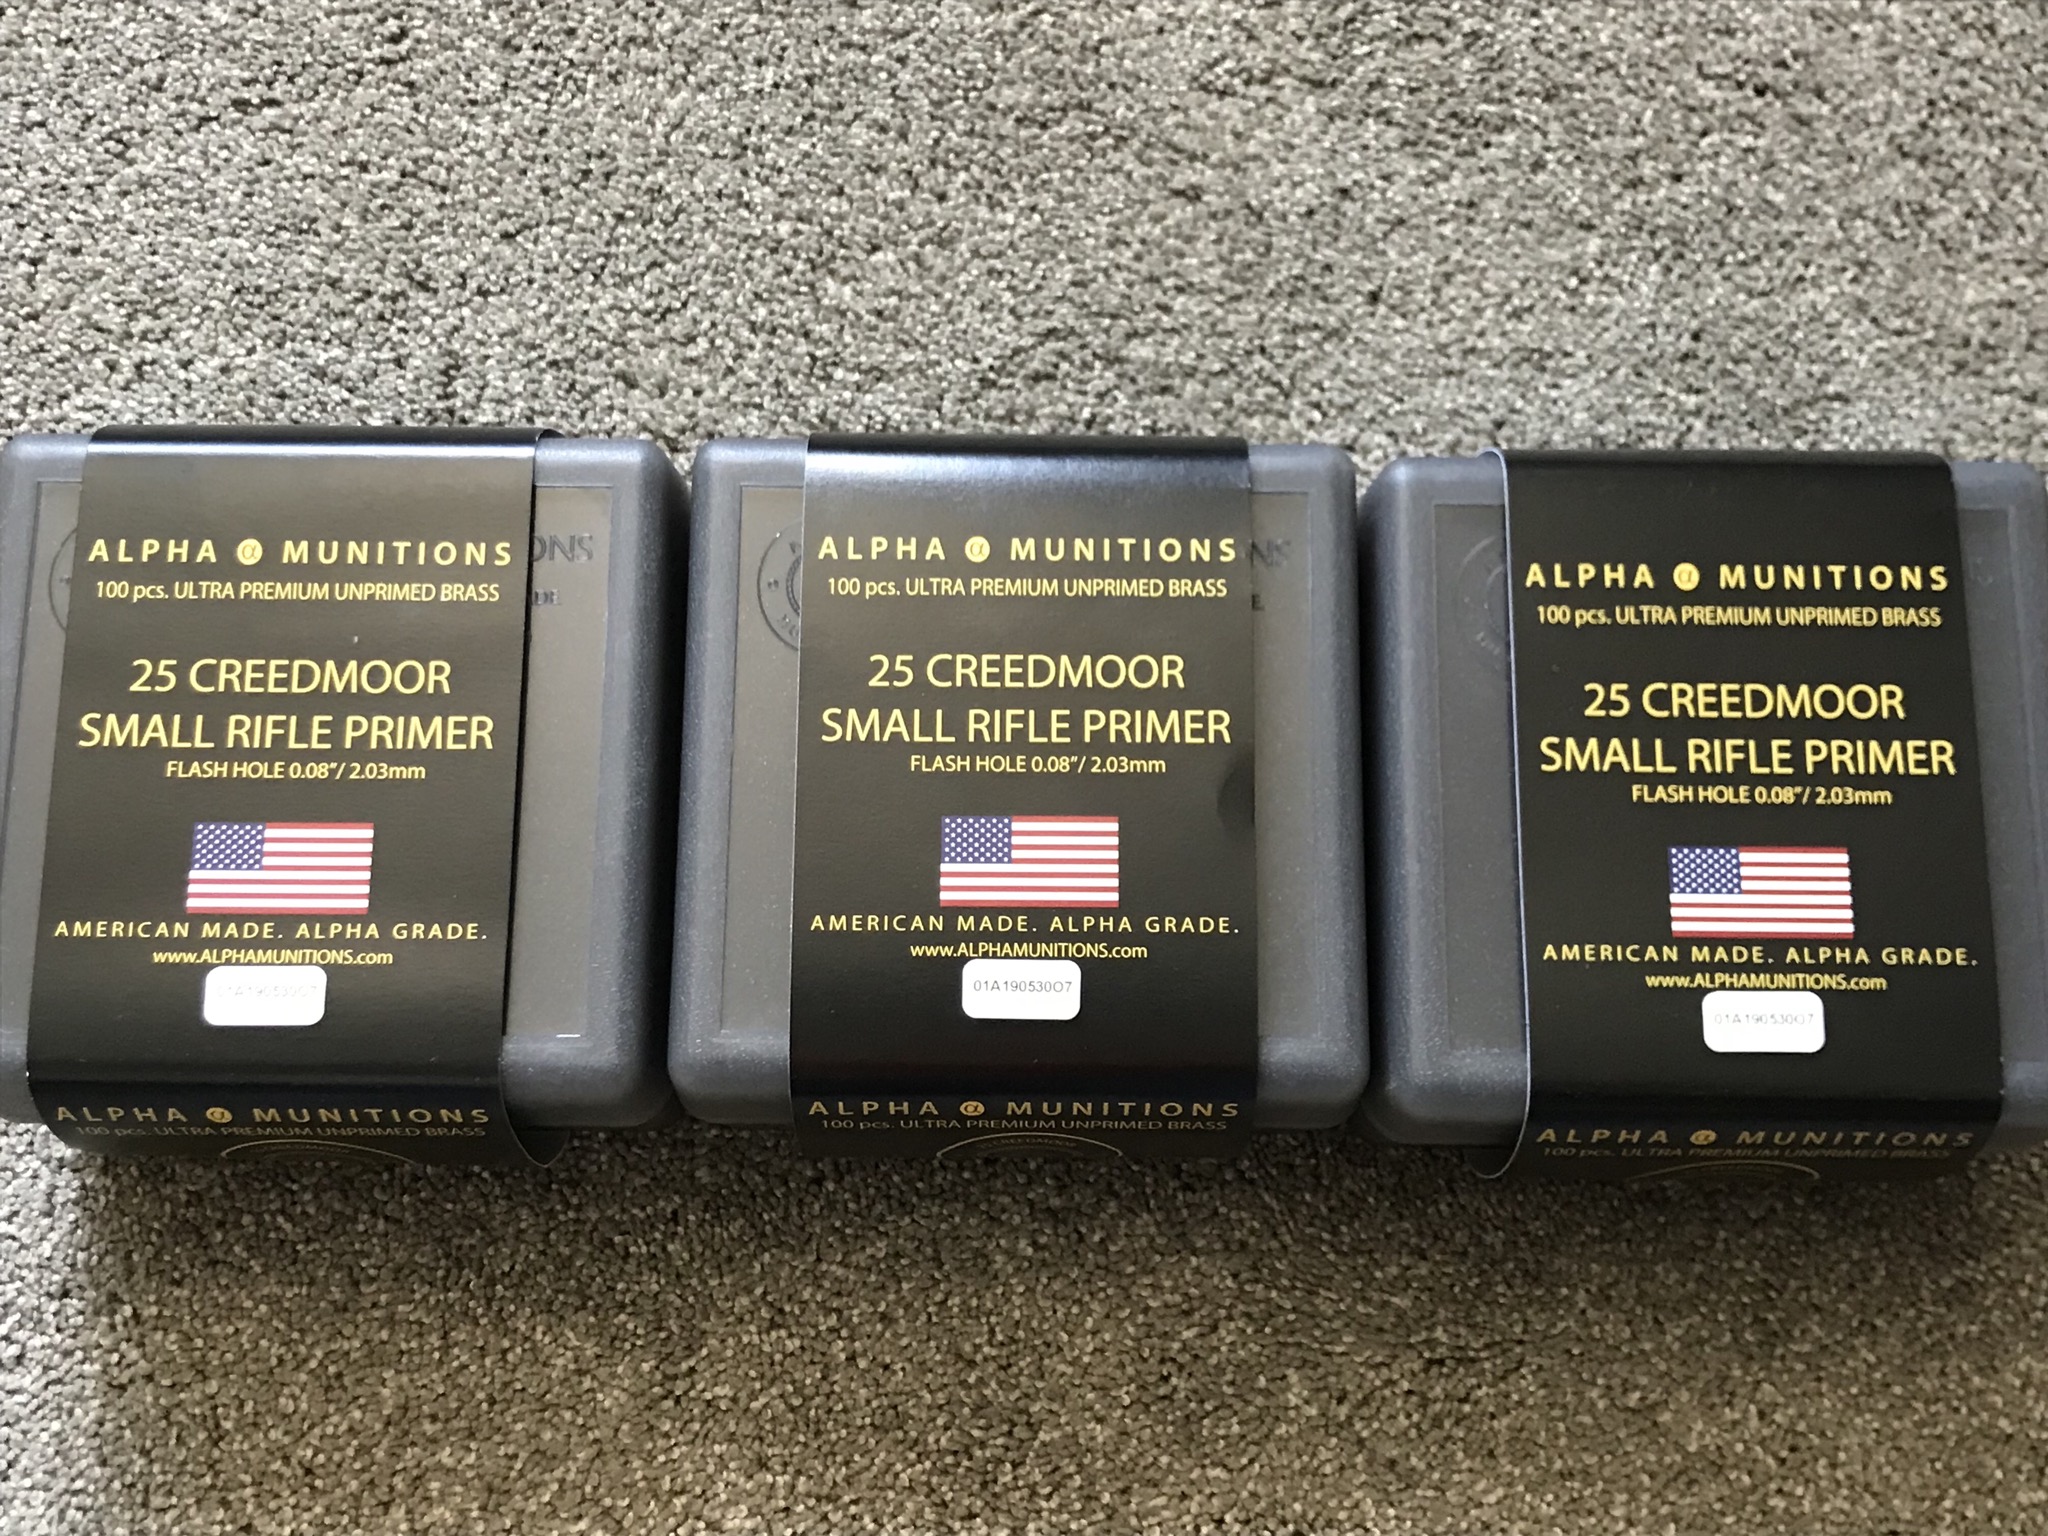 ALPHA α MUNITIONS
100 pcs. ULTRA PREMIUM UNPRIMED BRASS
25 CREEDMOOR
SMALL RIFLE PRIMER
FLASH HOLE 0.08"/ 2.03mm
AMERICAN MADE. ALPHA GRADE.
www.ALPHAMUNITIONS.com
01A190530O7
ALPHA α MUNITIONS
100 pcs. ULTRA PREMIUM UNPRIMED BRASS
ALPHA α MUNITIONS
100 pcs. ULTRA PREMIUM UNPRIMED BRASS
25 CREEDMOOR
SMALL RIFLE PRIMER
FLASH HOLE 0.08"/ 2.03mm
AMERICAN MADE. ALPHA GRADE.
www.ALPHAMUNITIONS.com
01A190530O7
ALPHA α MUNITIONS
100 pcs. ULTRA PREMIUM UNPRIMED BRASS
ALPHA α MUNITIONS
100 pcs. ULTRA PREMIUM UNPRIMED BRASS
25 CREEDMOOR
SMALL RIFLE PRIMER
FLASH HOLE 0.08"/ 2.03mm
AMERICAN MADE. ALPHA GRADE.
www.ALPHAMUNITIONS.com
01A190530O7
ALPHA α MUNITIONS
100 pcs. ULTRA PREMIUM UNPRIMED BRASS